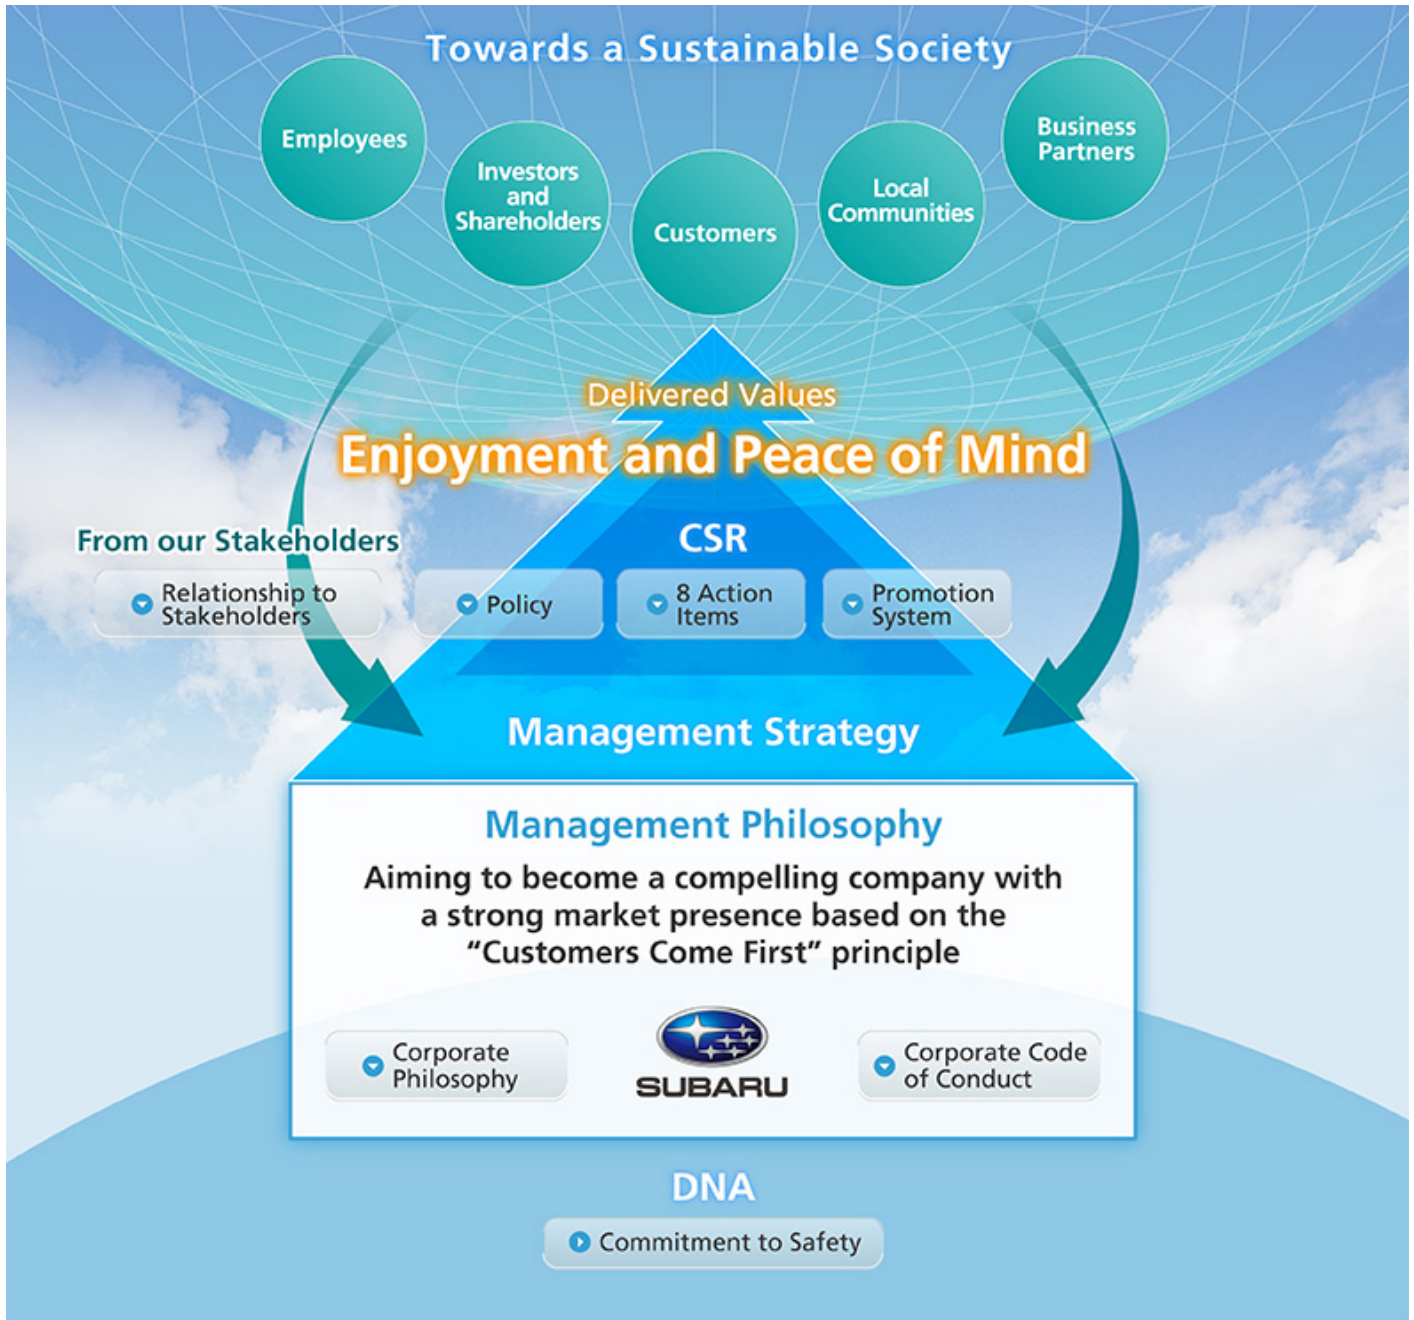 Towards a Sustainable Society
Employees
Investors
and
Shareholders
Customers
Local
Communities
Business
Partners
Delivered Values
Enjoyment and Peace of Mind
From our Stakeholders
CSR
Relationship to
Stakeholders
Policy
8 Action
Items
Promotion
System
Management Strategy
Management Philosophy
Aiming to become a compelling company with
a strong market presence based on the
“Customers Come First” principle
Corporate
Philosophy
SUBARU
Corporate Code
of Conduct
DNA
Commitment to Safety